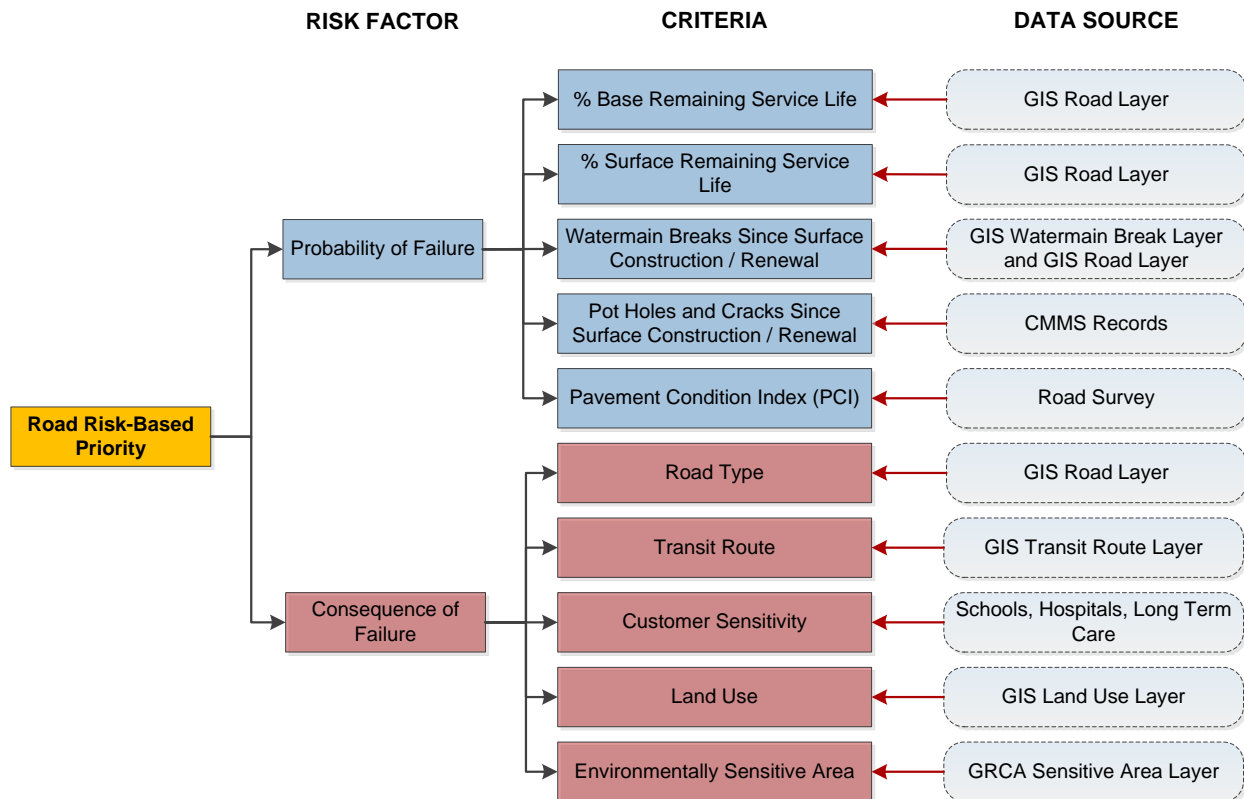 RISK FACTOR
CRITERIA
DATA SOURCE
% Base Remaining Service Life
GIS Road Layer
% Surface Remaining Service
Life
GIS Road Layer
Probability of Failure
Watermain Breaks Since Surface
Construction / Renewal
GIS Watermain Break Layer
and GIS Road Layer
Pot Holes and Cracks Since
Surface Construction / Renewal
CMMS Records
Pavement Condition Index (PCI)
Road Survey
Road Risk-Based
Priority
Road Type
GIS Road Layer
Transit Route
GIS Transit Route Layer
Consequence of
Failure
Customer Sensitivity
Schools, Hospitals, Long Term
Care
Land Use
GIS Land Use Layer
Environmentally Sensitive Area
GRCA Sensitive Area Layer